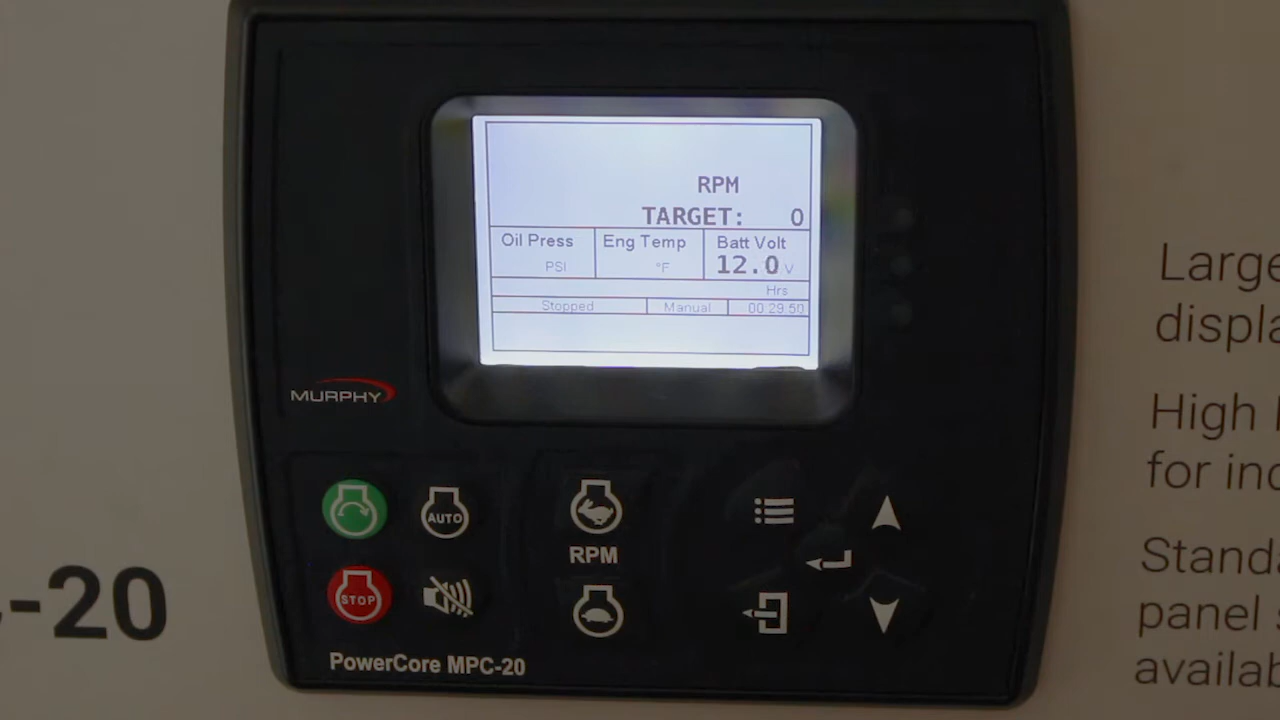 RPM
TARGET: 0
Oil Press Eng Temp Batt Volt
PSI °F 12.0 V
Hrs
Stopped Manual 00:29:50
MURPHY
AUTO
RPM
STOP
PowerCore MPC-20
-20
Large
displa
High
for ind
Standa
panel
availab